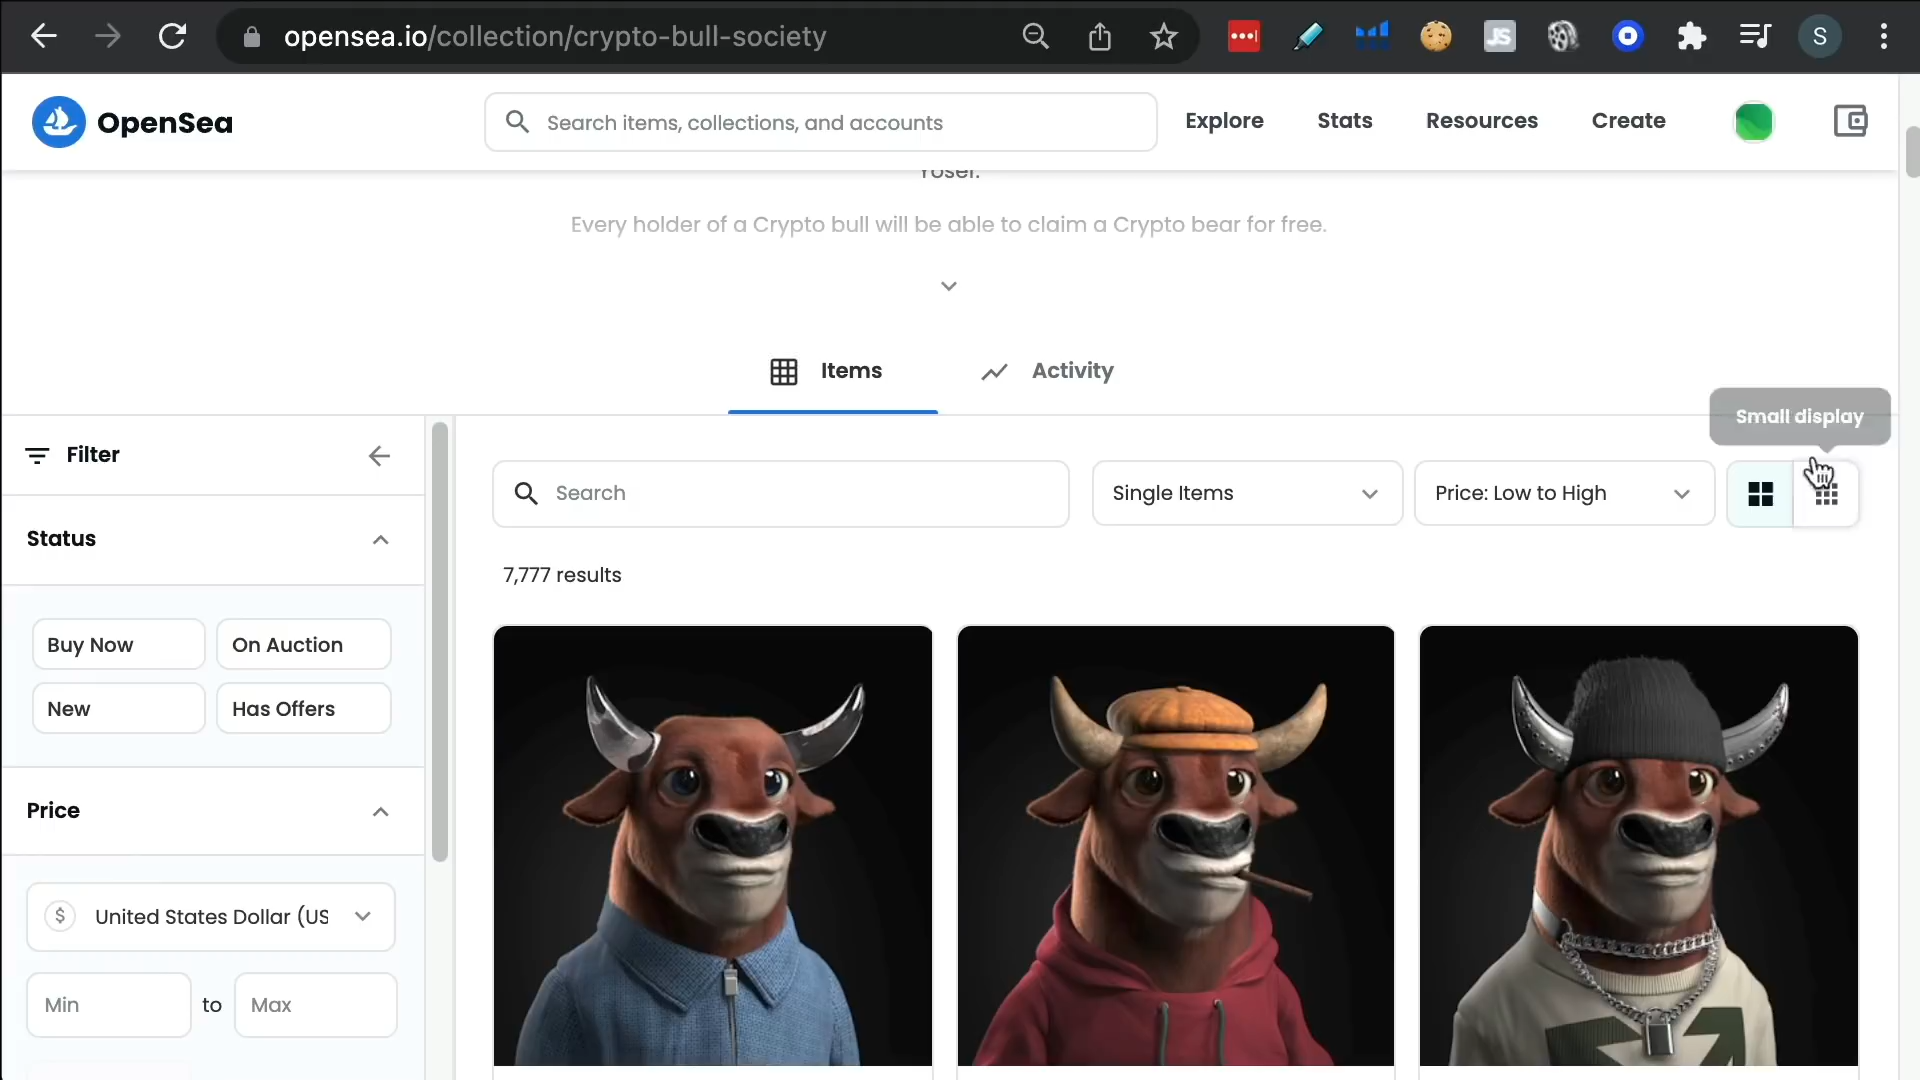 opensea.io/collection/crypto-bull-society
JS
S
OpenSea
Search items, collections, and accounts
Explore
Stats
Resources
Create
Yoser.
Every holder of a Crypto bull will be able to claim a Crypto bear for free.
Items
Activity
Small display
Filter
Search
Single Items
Price: Low to High
Status
7,777 results
Buy Now
On Auction
New
Has Offers
Price
$
United States Dollar (US
Min
to
Max